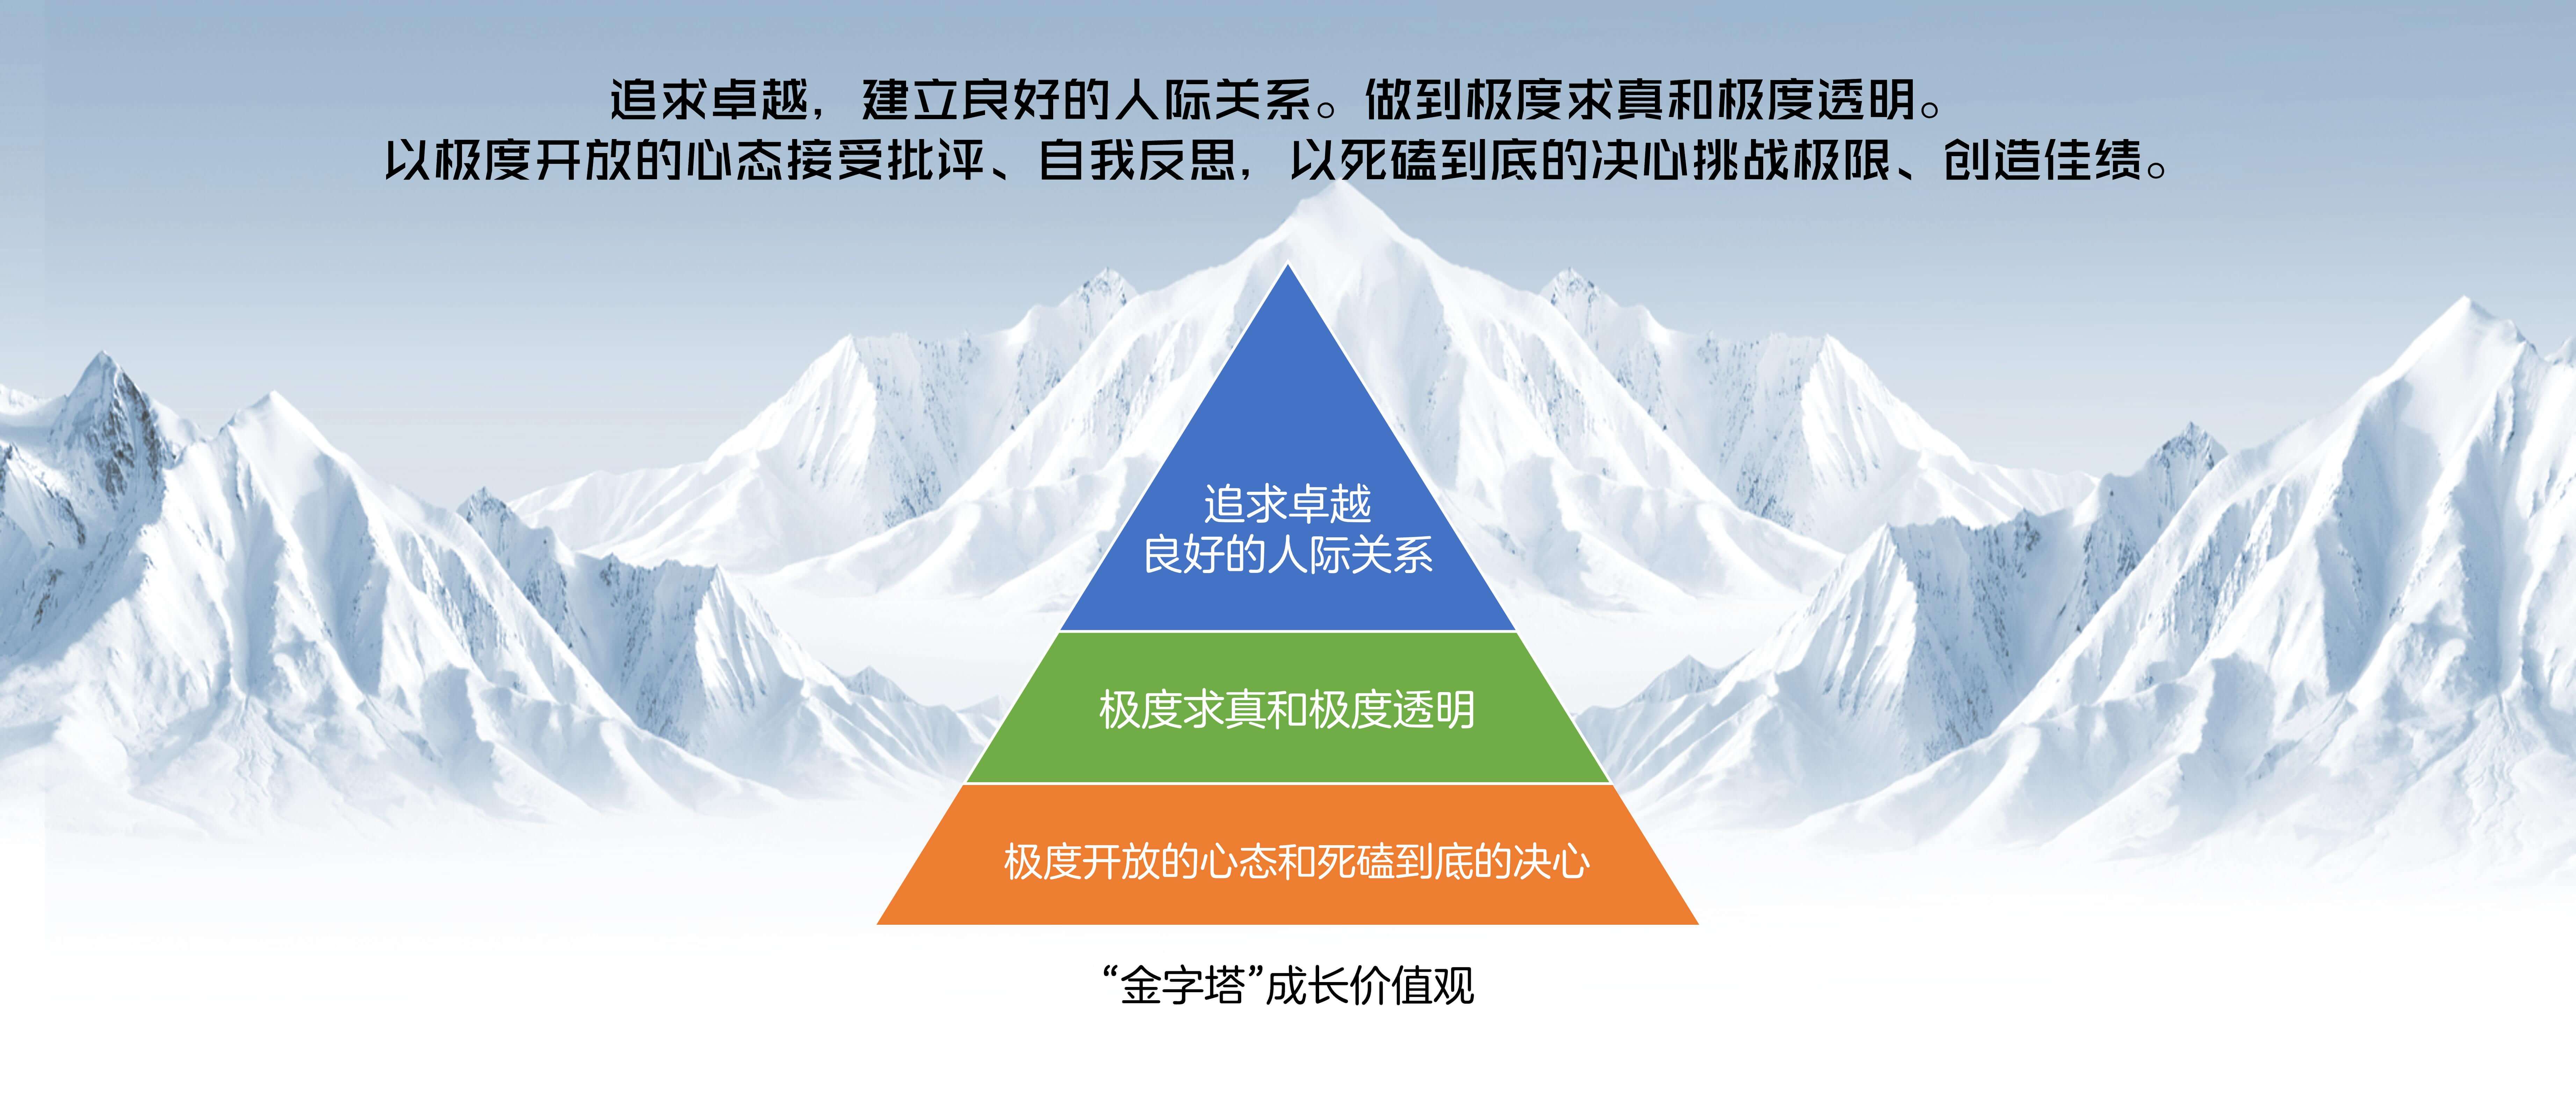 追求卓越，建立良好的人际关系。做到极度求真和极度透明。
以极度开放的心态接受批评、自我反思，以死磕到底的决心挑战极限、创造佳绩。
追求卓越
良好的人际关系
极度求真和极度透明
极度开放的心态和死磕到底的决心
“金字塔”成长价值观